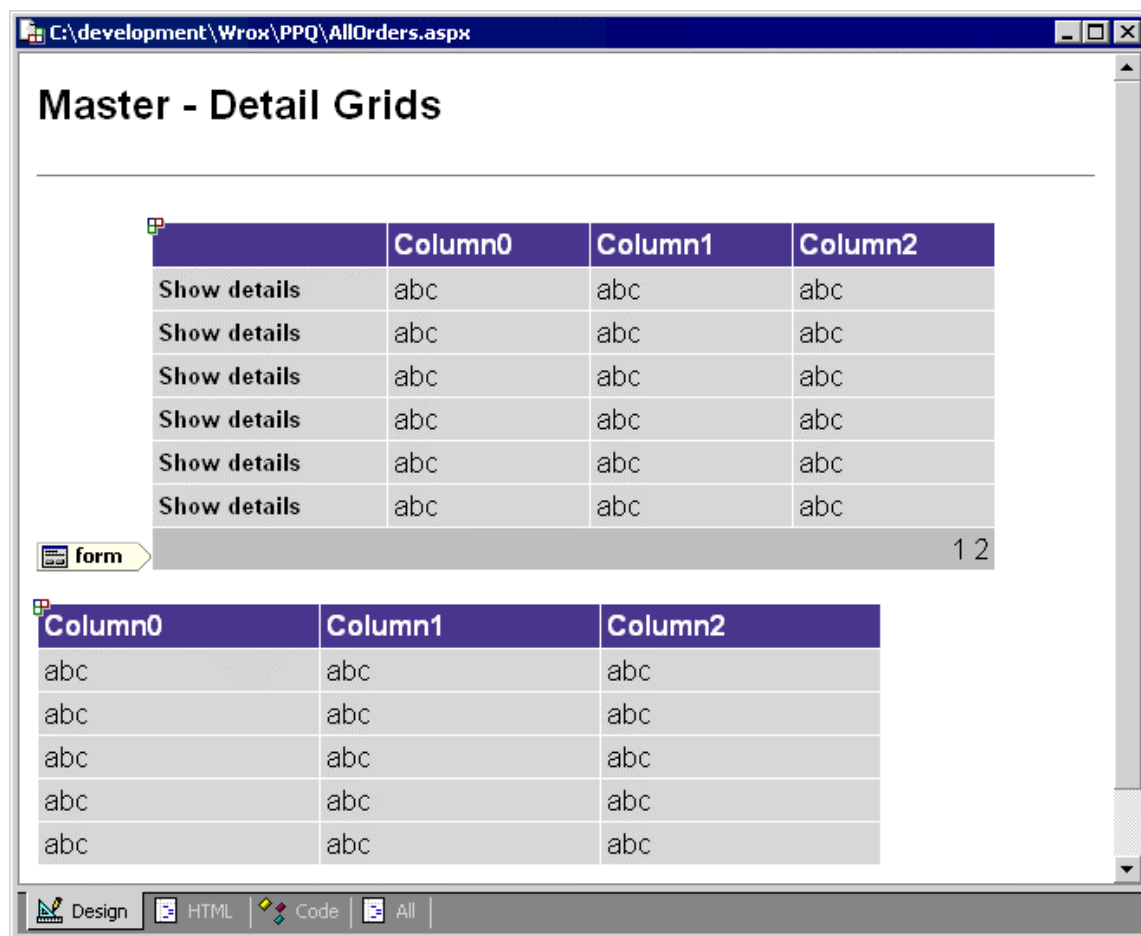 C:\development\Wrox\PPQ\AllOrders.aspx
Master - Detail Grids
Column0 Column1 Column2
Show details abc abc abc
Show details abc abc abc
Show details abc abc abc
Show details abc abc abc
Show details abc abc abc
Show details abc abc abc
form 1 2
Column0 Column1 Column2
abc abc abc
abc abc abc
abc abc abc
abc abc abc
abc abc abc
Design HTML Code All